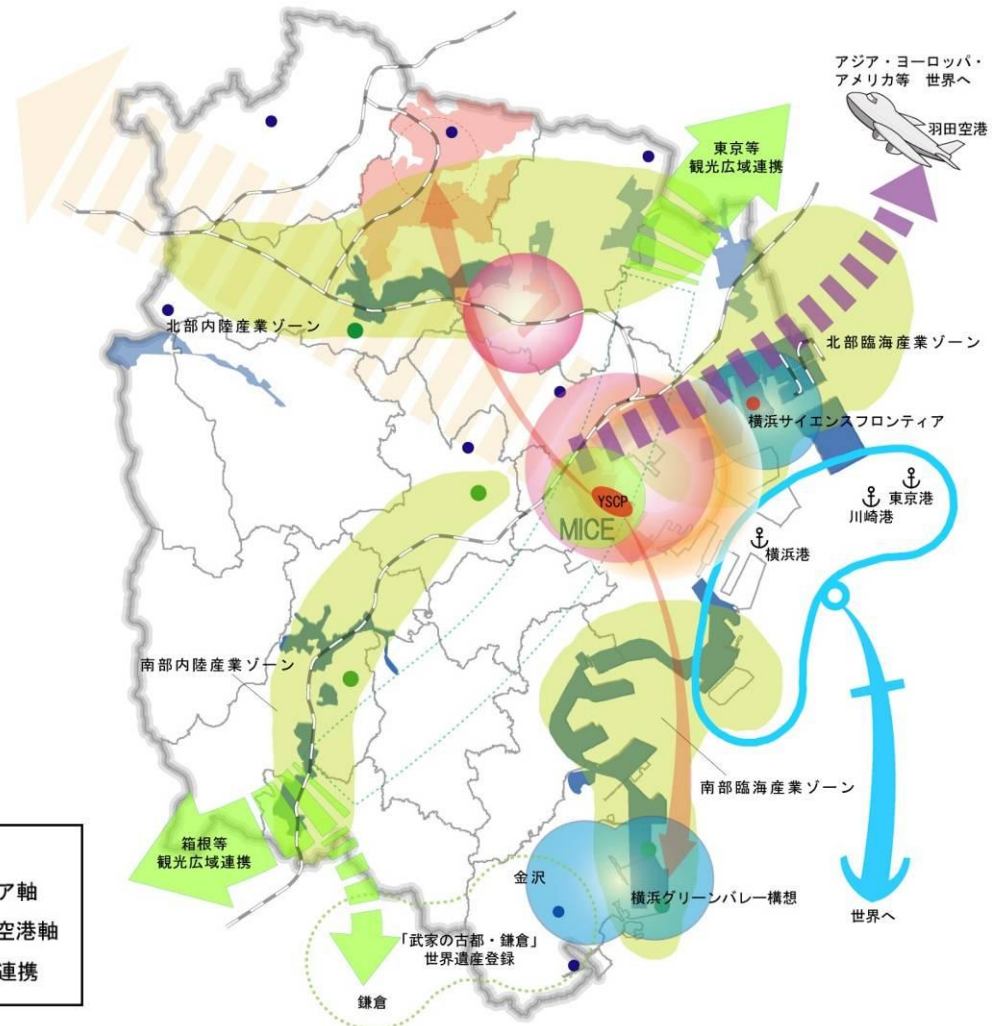 アジア・ヨーロッパ・
アメリカ等　世界へ
羽田空港
東京等
観光広域連携
北部内陸産業ゾーン
北部臨海産業ゾーン
横浜サイエンスフロンティア
YSCP
MICE
東京港
川崎港
横浜港
南部内陸産業ゾーン
南部臨海産業ゾーン
箱根等
観光広域連携
金沢
横浜グリーンバレー構想
世界へ
「武家の古都・鎌倉」
世界遺産登録
鎌倉
ア軸
空港軸
連携